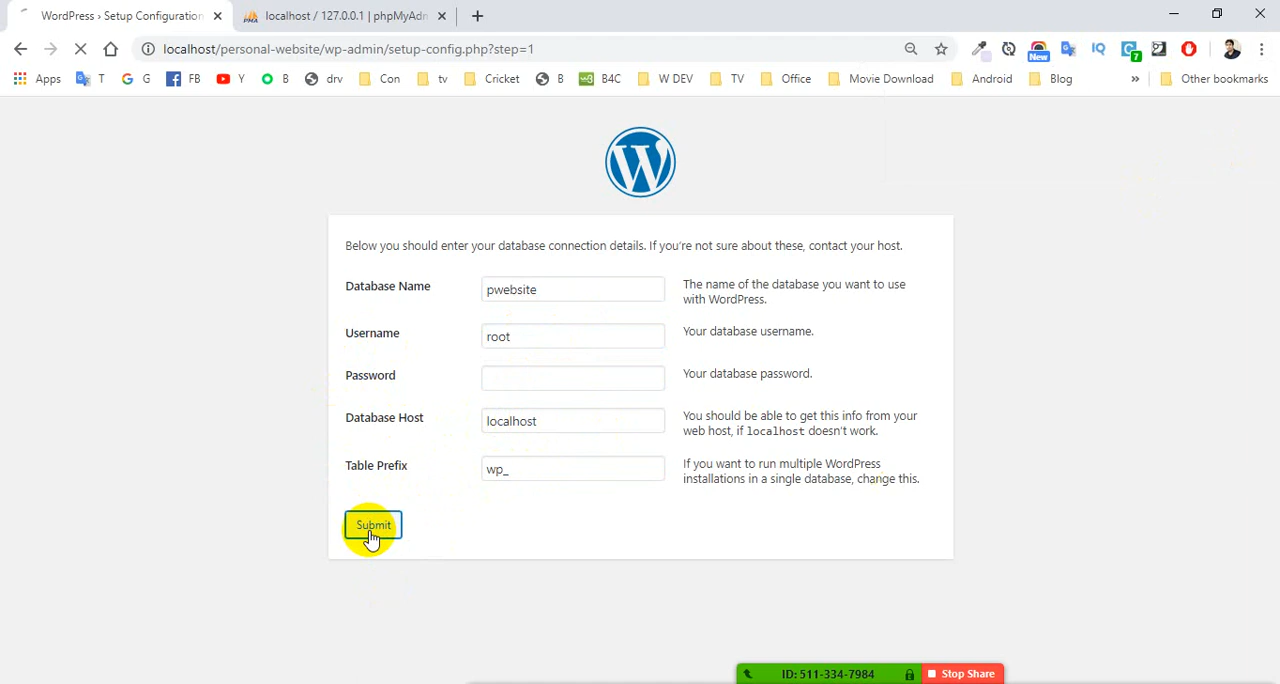 WordPress › Setup Configuration
localhost / 127.0.0.1 | phpMyAdm
localhost/personal-website/wp-admin/setup-config.php?step=1
New
7
Apps
T
G
FB
Y
B
drv
Con
tv
Cricket
B
B4C
W DEV
TV
Office
Movie Download
Android
Blog
»
Other bookmarks
Below you should enter your database connection details. If you're not sure about these, contact your host.
Database Name
pwebsite
The name of the database you want to use
with WordPress.
Username
root
Your database username.
Password
Your database password.
Database Host
localhost
You should be able to get this info from your
web host, if localhost doesn't work.
Table Prefix
wp_
If you want to run multiple WordPress
installations in a single database, change this.
Submit
ID: 511-334-7984
Stop Share